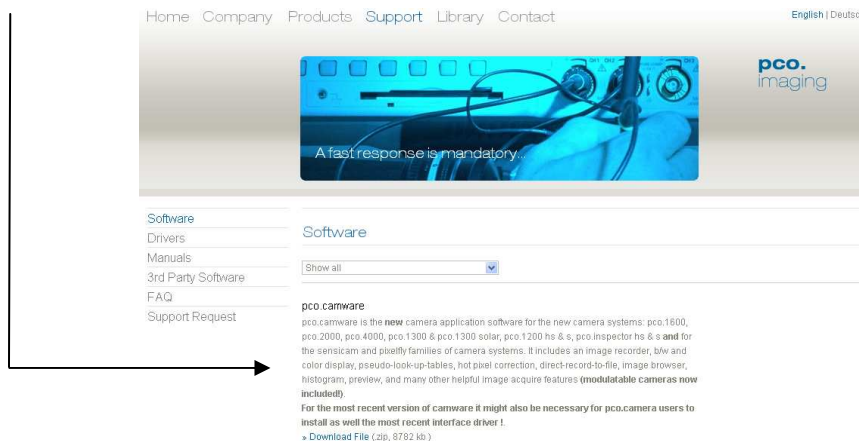 Home Company Products Support Library Contact
English | Deutsc
pco.
imaging
CH1 CH2 CH3
A fast response is mandatory...
Software
Drivers
Manuals
3rd Party Software
FAQ
Support Request
Software
Show all
pco.camware
pco.camware is the new camera application software for the new camera systems: pco.1600,
pco.2000, pco.4000, pco.1300 & pco.1300 solar, pco.1200 hs & s, pco.inspector hs & s and for
the sensicam and pixelfly families of camera systems. It includes an image recorder, b/w and
color display, pseudo-look-up-tables, hot pixel correction, direct-record-to-file, image browser,
histogram, preview, and many other helpful image acquire features (modulatable cameras now
included!).
For the most recent version of camware it might also be necessary for pco.camera users to
install as well the most recent interface driver !.
» Download File (.zip, 8782 kb )